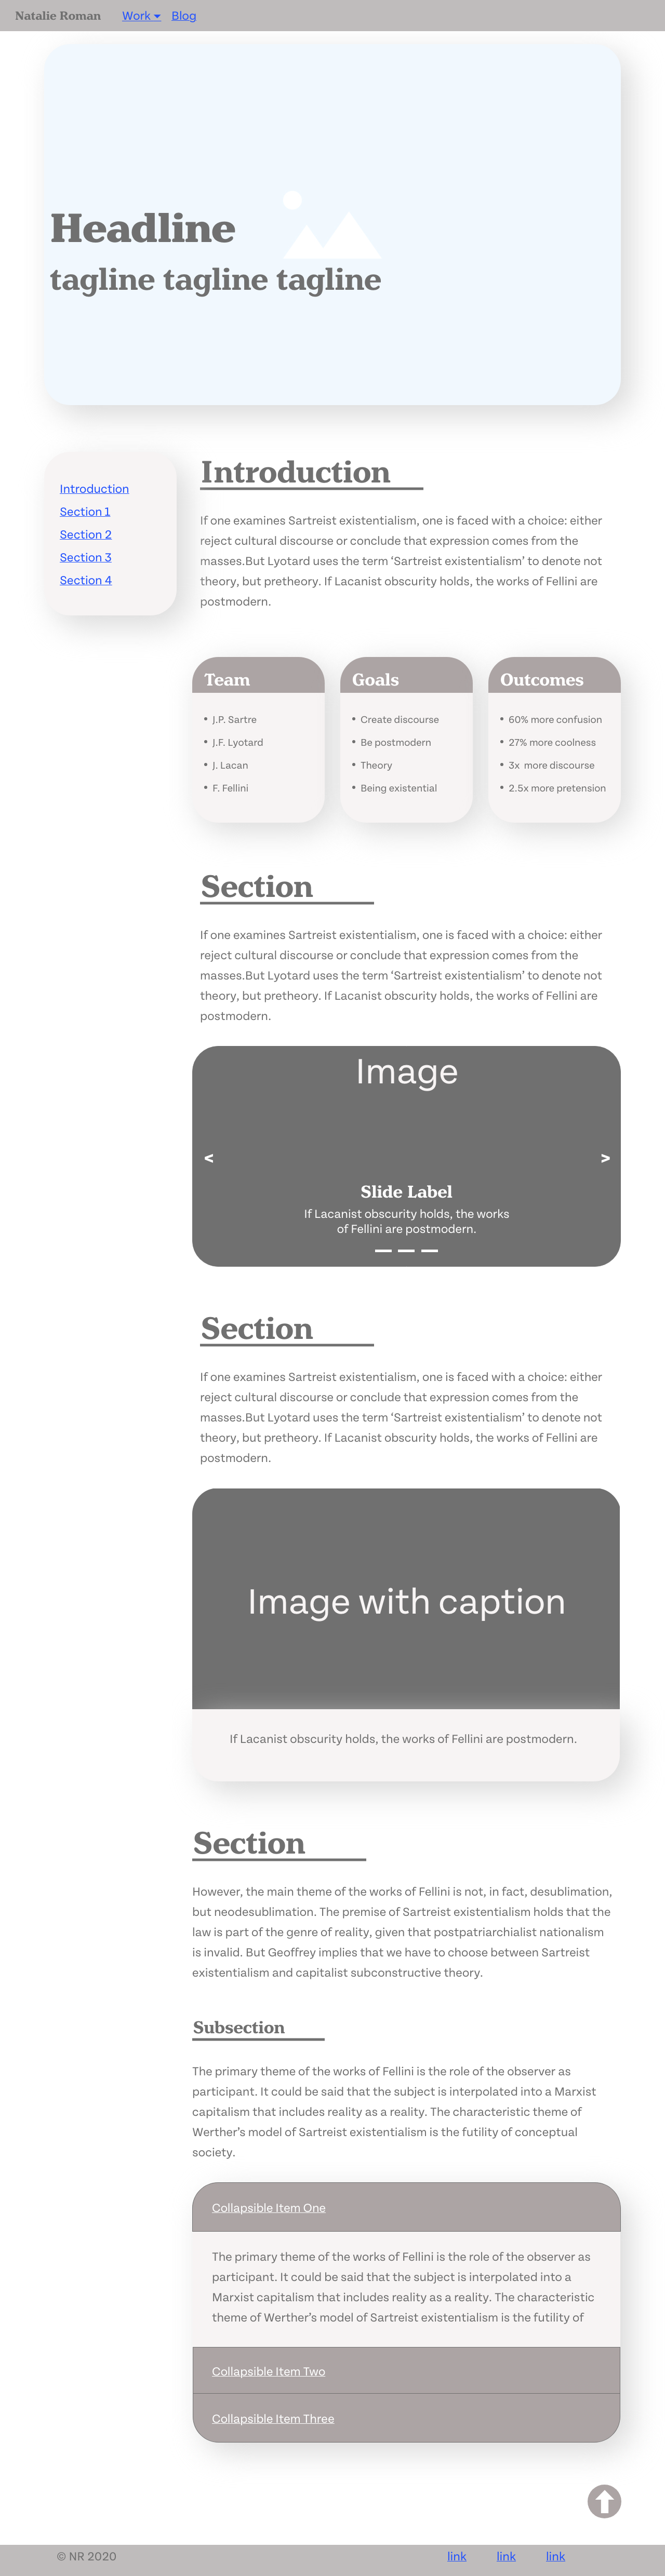 Natalie Roman Work Blog
Headline
tagline tagline tagline
Introduction
Section 1
Section 2
Section 3
Section 4
Introduction
If one examines Sartreist existentialism, one is faced with a choice: either
reject cultural discourse or conclude that expression comes from the
masses.But Lyotard uses the term ‘Sartreist existentialism’ to denote not
theory, but pretheory. If Lacanist obscurity holds, the works of Fellini are
postmodern.
Team
J.P. Sartre
J.F. Lyotard
J. Lacan
F. Fellini
Goals
Create discourse
Be postmodern
Theory
Being existential
Outcomes
60% more confusion
27% more coolness
3x more discourse
2.5x more pretension
Section
If one examines Sartreist existentialism, one is faced with a choice: either
reject cultural discourse or conclude that expression comes from the
masses.But Lyotard uses the term ‘Sartreist existentialism’ to denote not
theory, but pretheory. If Lacanist obscurity holds, the works of Fellini are
postmodern.
Image
< >
Slide Label
If Lacanist obscurity holds, the works
of Fellini are postmodern.
Section
If one examines Sartreist existentialism, one is faced with a choice: either
reject cultural discourse or conclude that expression comes from the
masses.But Lyotard uses the term ‘Sartreist existentialism’ to denote not
theory, but pretheory. If Lacanist obscurity holds, the works of Fellini are
postmodern.
Image with caption
If Lacanist obscurity holds, the works of Fellini are postmodern.
Section
However, the main theme of the works of Fellini is not, in fact, desublimation,
but neodesublimation. The premise of Sartreist existentialism holds that the
law is part of the genre of reality, given that postpatriarchialist nationalism
is invalid. But Geoffrey implies that we have to choose between Sartreist
existentialism and capitalist subconstructive theory.
Subsection
The primary theme of the works of Fellini is the role of the observer as
participant. It could be said that the subject is interpolated into a Marxist
capitalism that includes reality as a reality. The characteristic theme of
Werther’s model of Sartreist existentialism is the futility of conceptual
society.
Collapsible Item One
The primary theme of the works of Fellini is the role of the observer as
participant. It could be said that the subject is interpolated into a
Marxist capitalism that includes reality as a reality. The characteristic
theme of Werther’s model of Sartreist existentialism is the futility of
Collapsible Item Two
Collapsible Item Three
© NR 2020 link link link